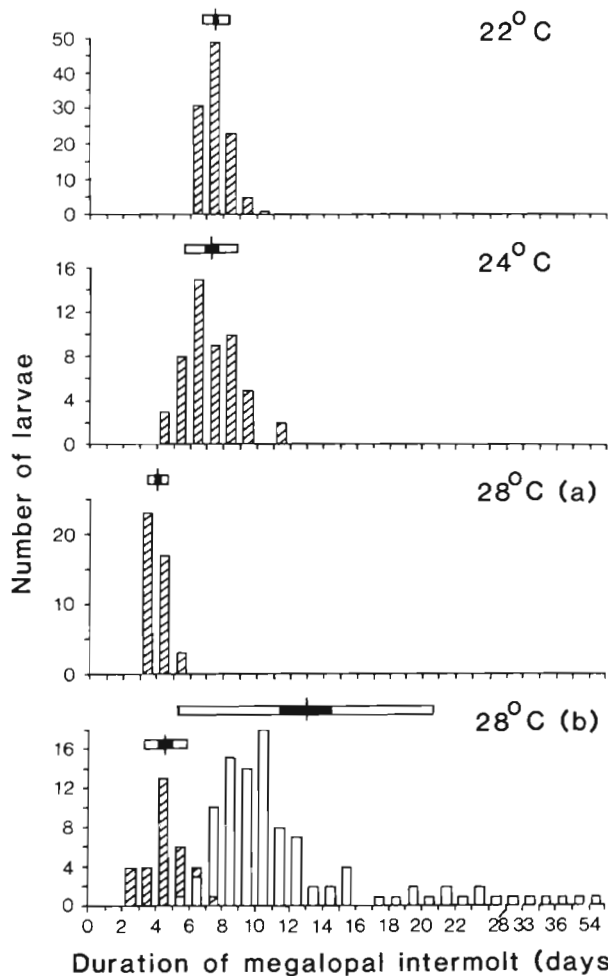 22°C
50
40
30
20
10
0
24°C
16
12
8
4
0
28°C (a)
20
10
0
28°C (b)
16
12
8
4
0
0 2 4 6 8 10 12 14 16 18 20 22 28 33 36 54
Number of larvae
Duration of megalopal intermolt (days